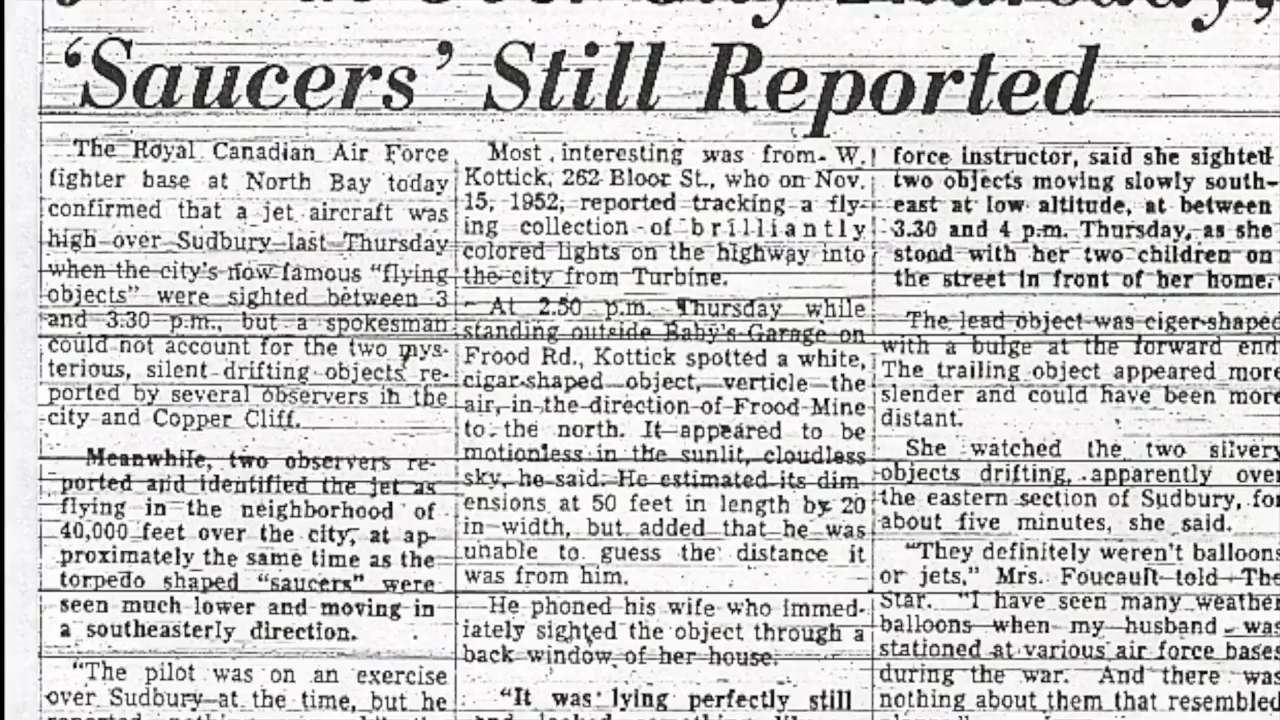 'Saucers' Still Reported
The Royal Canadian Air Force
fighter base at North Bay today
confirmed that a jet aircraft was
high over Sudbury last Thursday
when the city's now famous "flying
objects" were sighted between 3
and 3:30 p.m., but a spokesman
could not account for the two mys-
terious, silent drifting objects re-
ported by several observers in the
city and Copper Cliff.
Meanwhile, two observers re-
ported and identified the jet as
flying in the neighborhood of
40,000 feet over the city, at ap-
proximately the same time as the
torpedo shaped "saucers" were
seen much lower and moving in
a southeasterly direction.
"The pilot was on an exercise
over Sudbury at the time, but he
reported nothing
Most interesting was from W.
Kottick, 262 Bloor St., who on Nov.
15, 1952, reported tracking a fly-
ing collection of brilliantly
colored lights on the highway into
the city from Turbine.
At 2.50 p.m. Thursday while
standing outside Baby's Garage on
Frood Rd., Kottick spotted a white,
cigar-shaped object, verticle the
air, in the direction of Frood Mine
to the north. It appeared to be
motionless in the sunlit, cloudless
sky, he said. He estimated its dim-
ensions at 50 feet in length by 20
in width, but added that he was
unable to guess the distance it
was from him.
He phoned his wife who immed-
iately sighted the object through a
back window of her house.
"It was lying perfectly still
and looked something like a
force instructor, said she sighted
two objects moving slowly south-
east at low altitude, at between
3.30 and 4 p.m. Thursday, as she
stood with her two children on
the street in front of her home.
The lead object was ciger-shaped
with a bulge at the forward end
The trailing object appeared more
slender and could have been more
distant.
She watched the two silvery
objects drifting, apparently over
the eastern section of Sudbury, for
about five minutes, she said.
"They definitely weren't balloons
or jets," Mrs. Foucault told The
Star. "I have seen many weather
balloons when my husband was
stationed at various air force bases
during the war. And there was
nothing about them that resembled